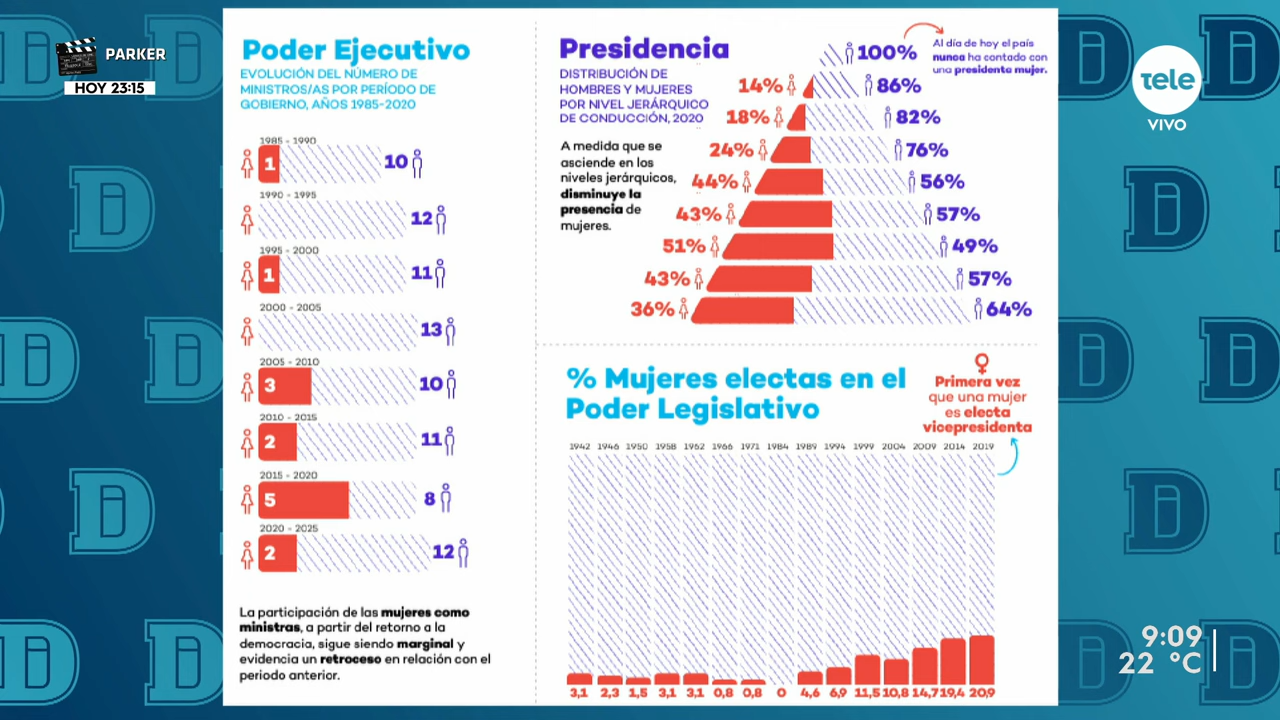 PARKER
HOY 23:15
Poder Ejecutivo
EVOLUCIÓN DEL NÚMERO DE
MINISTROS/AS POR PERÍODO DE
GOBIERNO, AÑOS 1985-2020
1985 - 1990
1 10
1990 - 1995
12
1995 - 2000
1 11
2000 - 2005
13
2005 - 2010
3 10
2010 - 2015
2 11
2015 - 2020
5 8
2020 - 2025
2 12
La participación de las mujeres como
ministras, a partir del retorno a la
democracia, sigue siendo marginal y
evidencia un retroceso en relación con el
periodo anterior.
Presidencia
DISTRIBUCIÓN DE
HOMBRES Y MUJERES
POR NIVEL JERÁRQUICO
DE CONDUCCIÓN, 2020
A medida que se
asciende en los
niveles jerárquicos,
disminuye la
presencia de
mujeres.
100%
14% 86%
18% 82%
24% 76%
44% 56%
43% 57%
51% 49%
43% 57%
36% 64%
Al día de hoy el país
nunca ha contado con
una presidenta mujer.
% Mujeres electas en el
Poder Legislativo
Primera vez
que una mujer
es electa
vicepresidenta
1942 1946 1950 1958 1962 1966 1971 1984 1989 1994 1999 2004 2009 2014 2019
3,1 2,3 1,5 3,1 3,1 0,8 0,8 0 4,6 6,9 11,5 10,8 14,7 19,4 20,9
tele
VIVO
9:09
22 °C